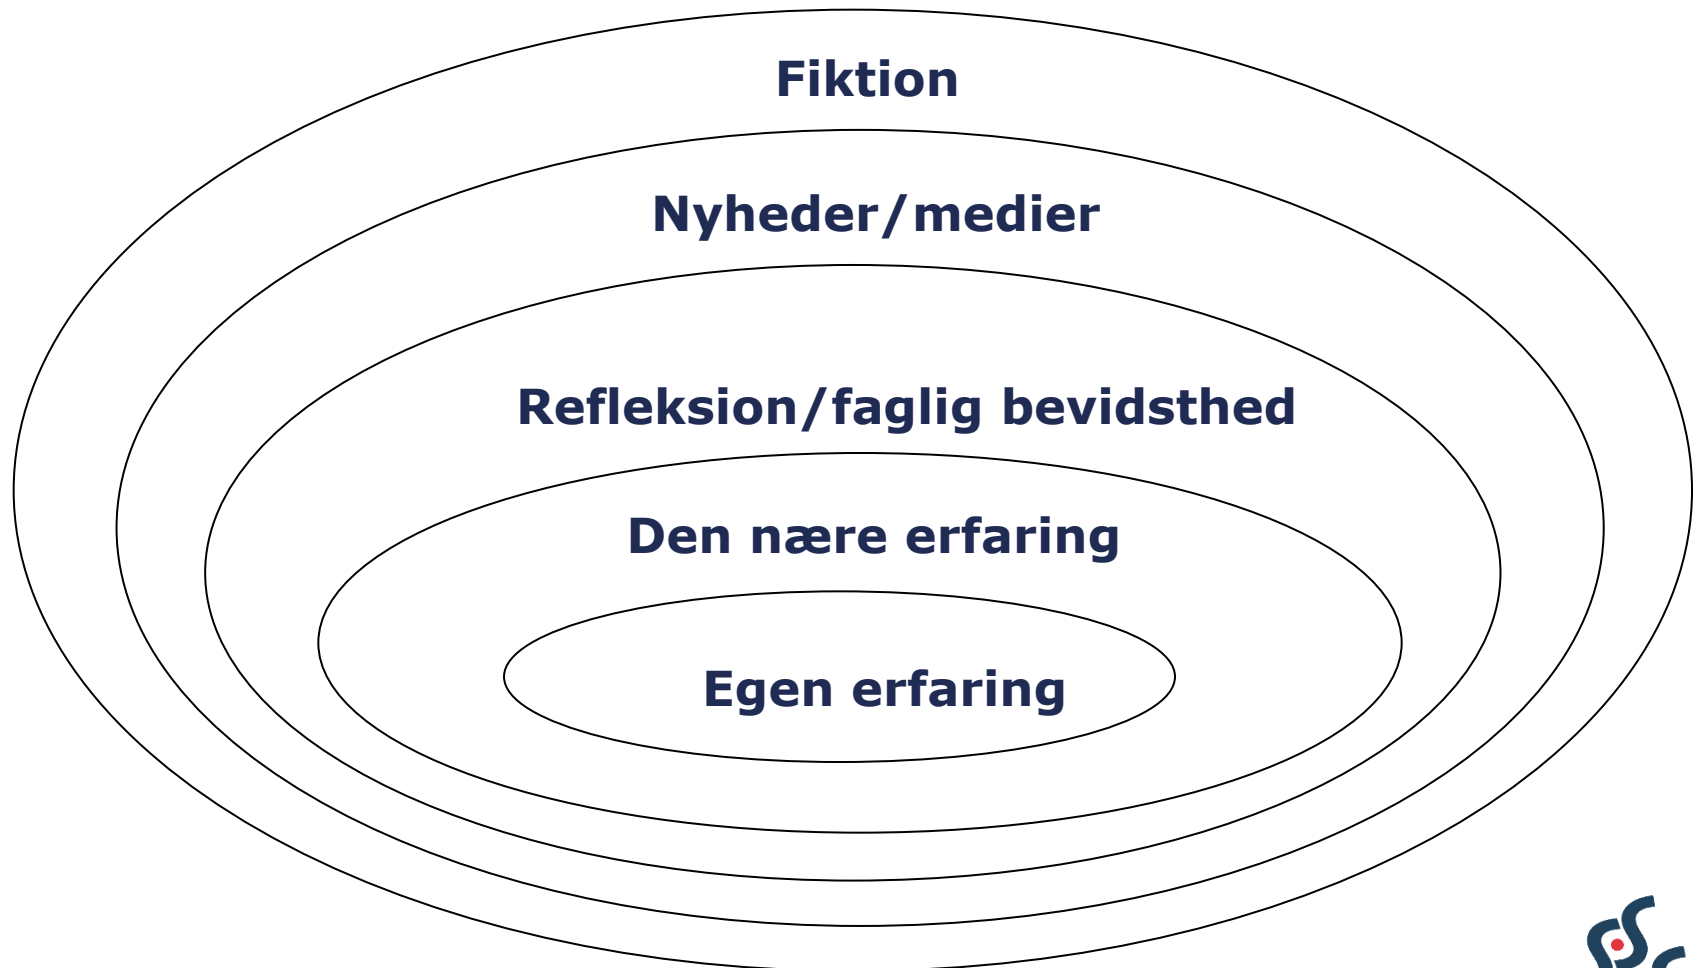 Fiktion
Nyheder/medier
Refleksion/faglig bevidsthed
Den nære erfaring
Egen erfaring